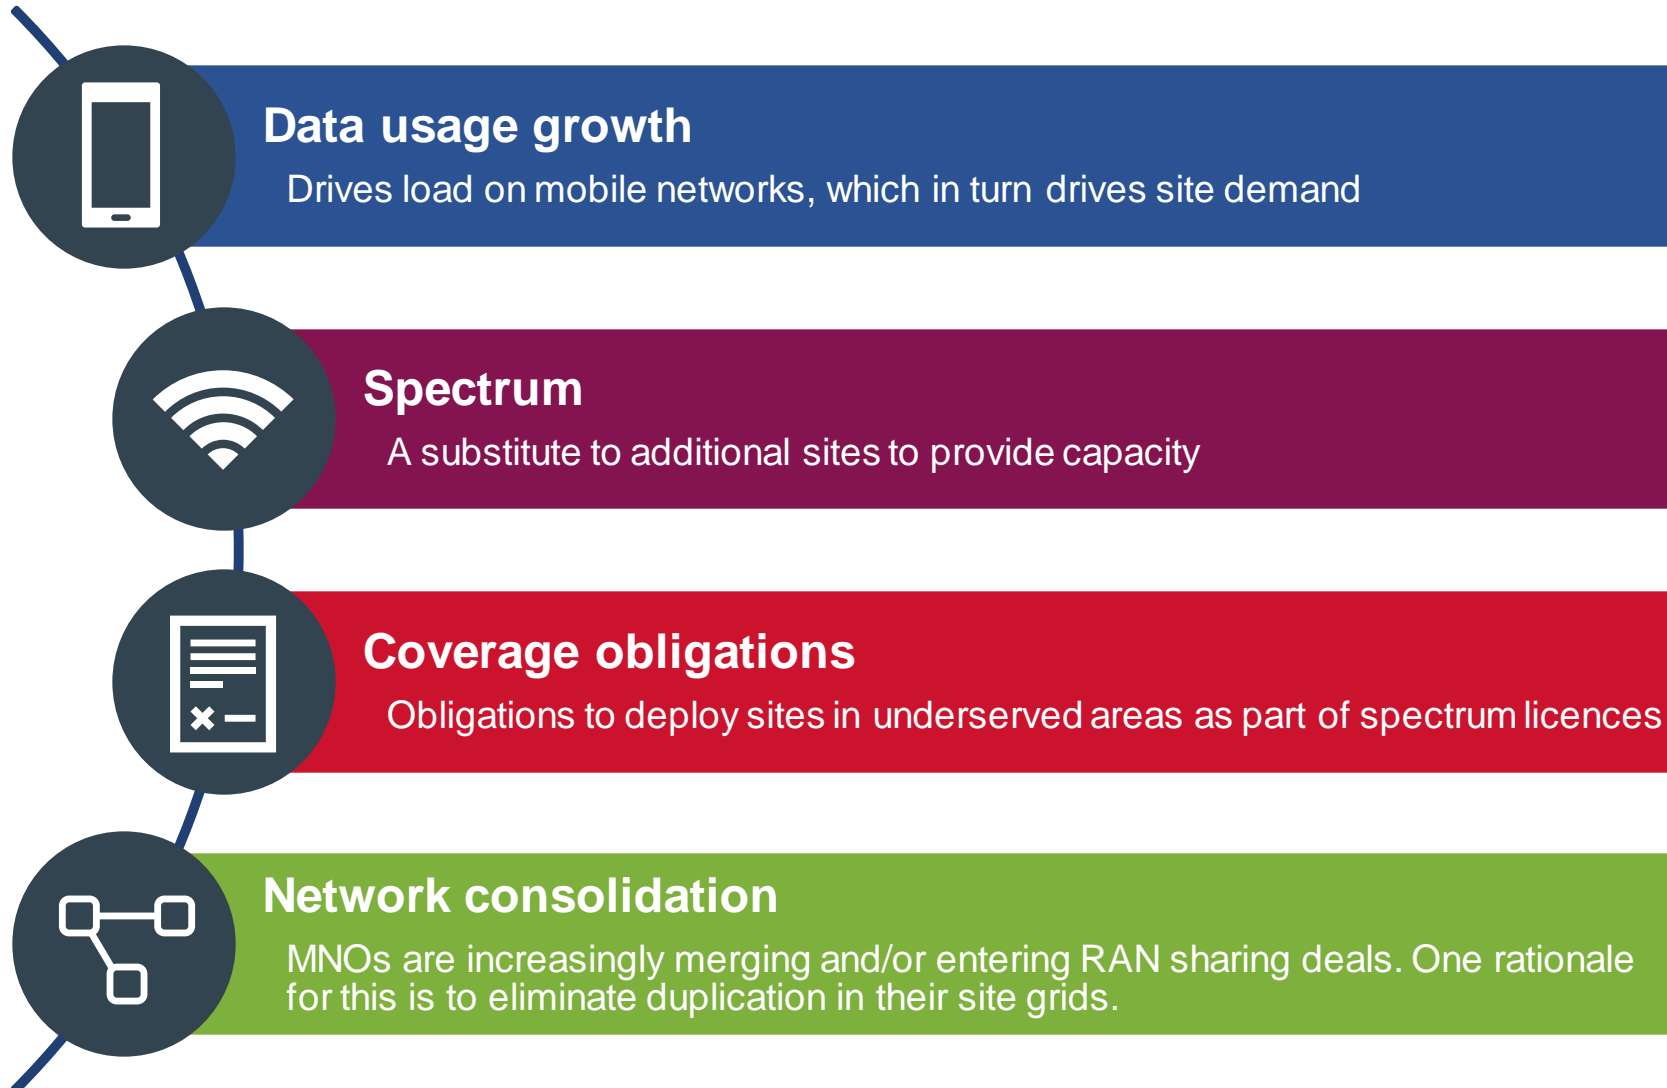 Data usage growth
Drives load on mobile networks, which in turn drives site demand
Spectrum
A substitute to additional sites to provide capacity
Coverage obligations
Obligations to deploy sites in underserved areas as part of spectrum licences
Network consolidation
MNOs are increasingly merging and/or entering RAN sharing deals. One rationale
for this is to eliminate duplication in their site grids.